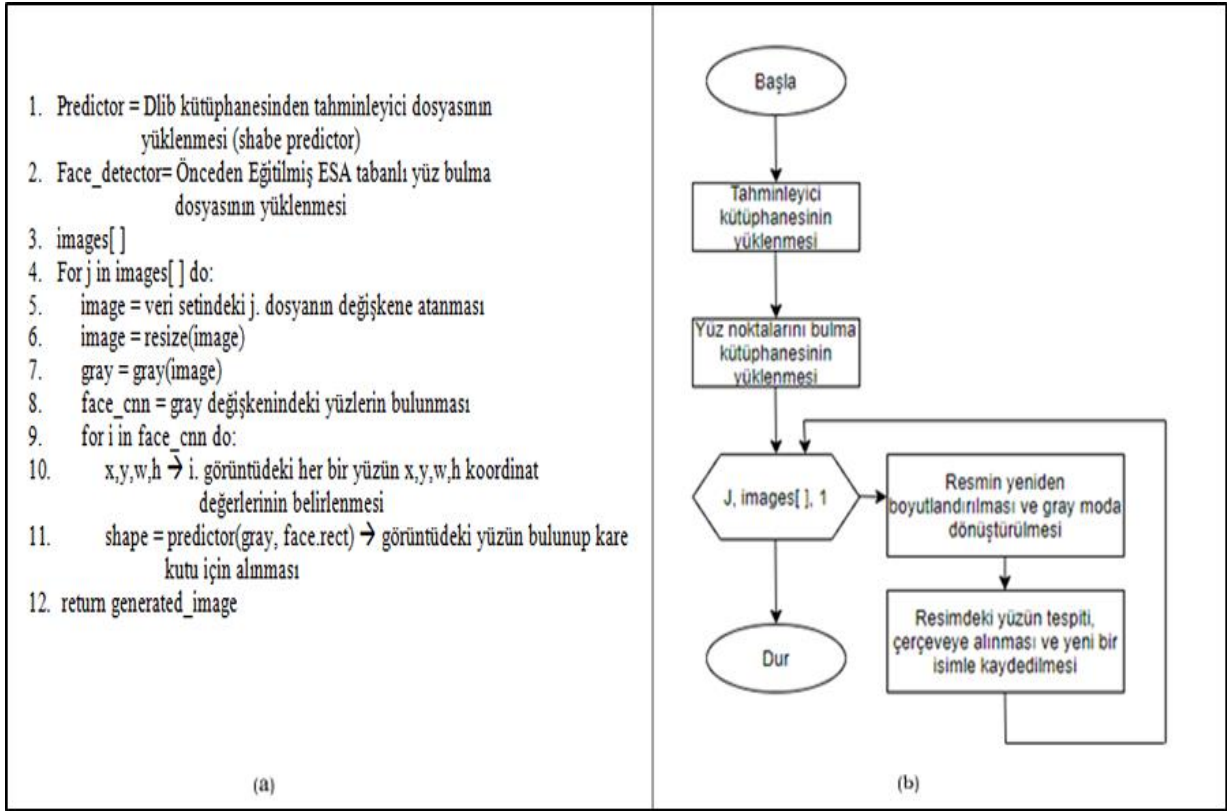 1. Predictor = Dlib kütüphanesinden tahminleyici dosyasının
yüklenmesi (shabe predictor)
2. Face_detector= Önceden Eğitilmiş ESA tabanlı yüz bulma
dosyasının yüklenmesi
3. images[ ]
4. For j in images[ ] do:
5. image = veri setindeki j. dosyanın değişkene atanması
6. image = resize(image)
7. gray = gray(image)
8. face_cnn = gray değişkenindeki yüzlerin bulunması
9. for i in face_cnn do:
10. x,y,w,h → i. görüntüdeki her bir yüzün x,y,w,h koordinat
değerlerinin belirlenmesi
11. shape = predictor(gray, face.rect) → görüntüdeki yüzün bulunup kare
kutu için alınması
12. return generated_image
(a)
Başla
Tahminleyici
kütüphanesinin
yüklenmesi
Yüz noktalarını bulma
kütüphanesinin
yüklenmesi
J, images[ ], 1
Resmin yeniden
boyutlandırılması ve gray moda
dönüştürülmesi
Resimdeki yüzün tespiti,
çerçeveye alınması ve yeni bir
isimle kaydedilmesi
Dur
(b)